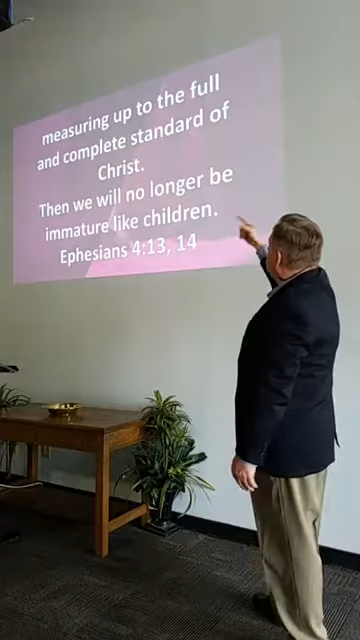 measuring up to the full
and complete standard of
Christ.
Then we will no longer be
immature like children.
Ephesians 4:13, 14